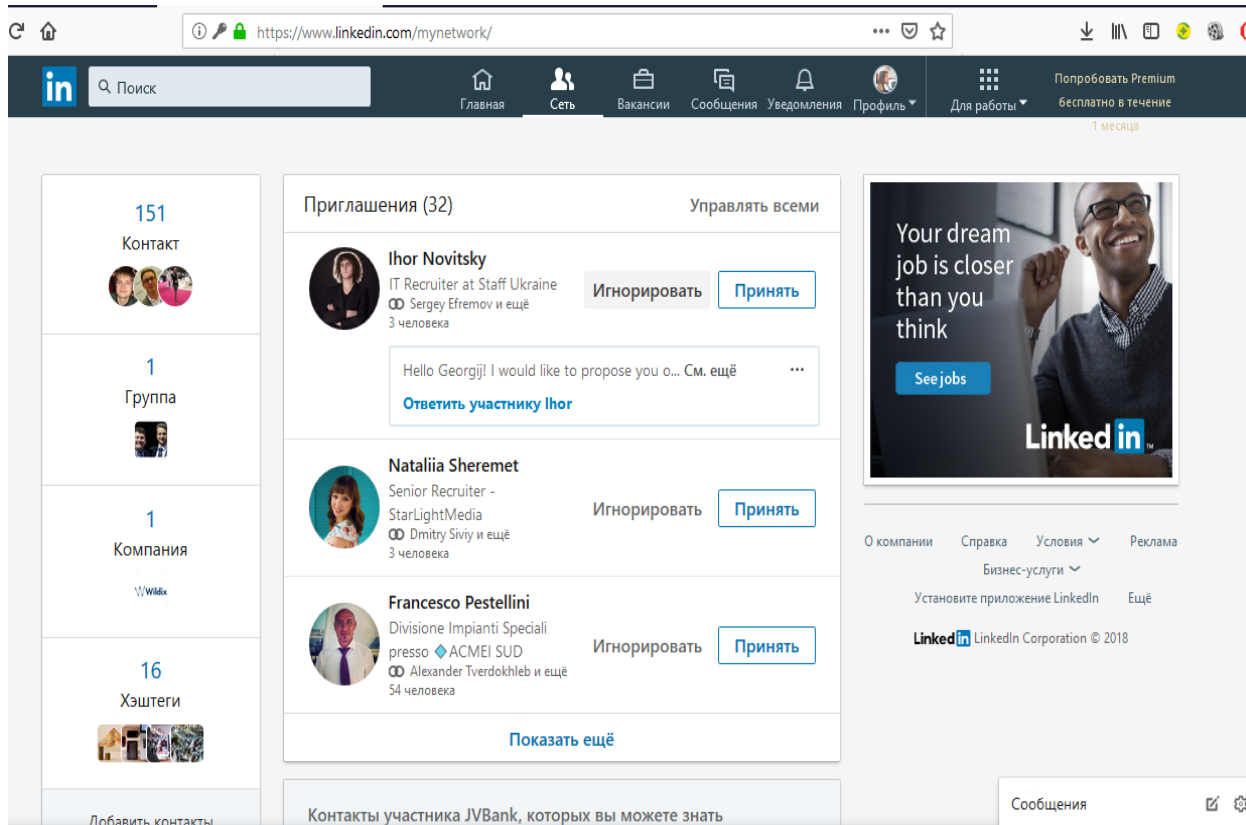 https://www.linkedin.com/mynetwork/
in
Поиск
Главная
Сеть
Вакансии
Сообщения
Уведомления
Профиль
Для работы
Попробовать Premium
бесплатно в течение
1 месяца
151
Контакт
1
Группа
1
Компания
Wildix
16
Хэштеги
Добавить контакты
Приглашения (32)
Управлять всеми
Ihor Novitsky
IT Recruiter at Staff Ukraine
Sergey Efremov и ещё
3 человека
Игнорировать
Принять
Hello Georgij! I would like to propose you o... См. ещё
Ответить участнику Ihor
Nataliia Sheremet
Senior Recruiter -
StarLightMedia
Dmitry Siviy и ещё
3 человека
Игнорировать
Принять
Francesco Pestellini
Divisione Impianti Speciali
presso ACMEI SUD
Alexander Tverdokhleb и ещё
54 человека
Игнорировать
Принять
Показать ещё
Контакты участника JVBank, которых вы можете знать
Your dream
job is closer
than you
think
See jobs
Linked in
О компании Справка Условия Реклама
Бизнес-услуги
Установите приложение LinkedIn Ещё
Linked in LinkedIn Corporation © 2018
Сообщения